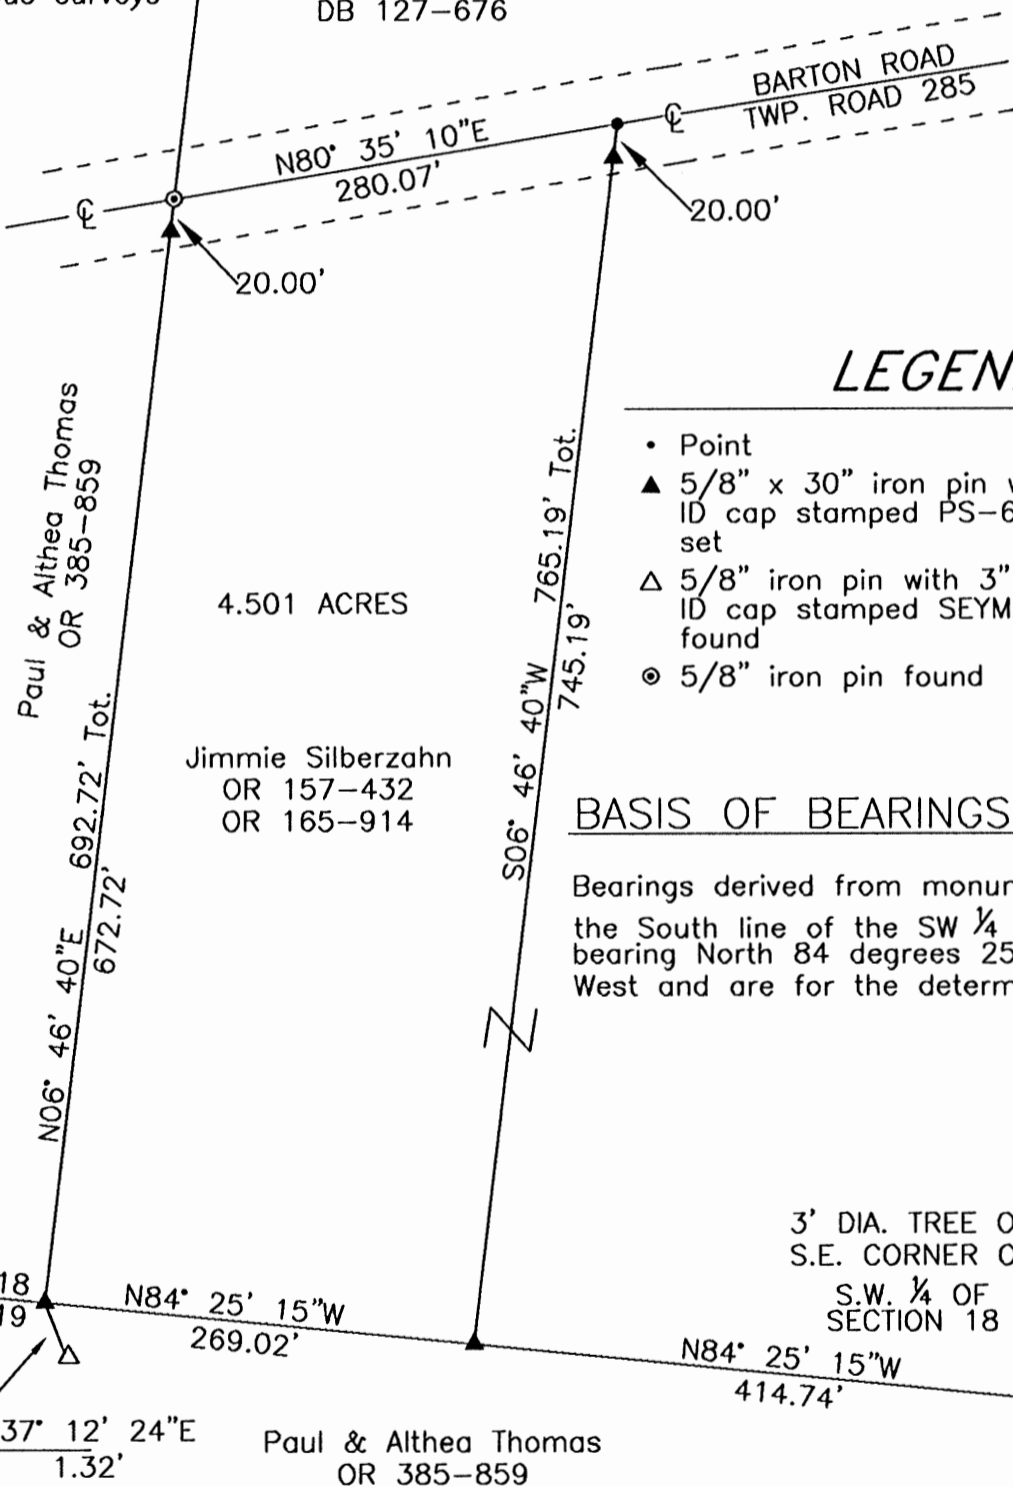 DB 127-676
BARTON ROAD
TWP. ROAD 285
℄
N80° 35' 10"E
280.07'
℄
20.00'
20.00'
Paul & Althea Thomas
OR 385-859
LEGEN
• Point
▲ 5/8" x 30" iron pin
ID cap stamped PS-6
set
△ 5/8" iron pin with 3"
ID cap stamped SEYM
found
5/8" iron pin found
765.19' Tot.
745.19'
S06° 46' 40"W
4.501 ACRES
Jimmie Silberzahn
OR 157-432
OR 165-914
692.72' Tot.
672.72'
N06° 46' 40"E
BASIS OF BEARINGS
Bearings derived from monu
the South line of the SW ¼
bearing North 84 degrees 25
West and are for the determ
3' DIA. TREE
S.E. CORNER
S.W. ¼ OF
SECTION 18
18
19
N84° 25' 15"W
269.02'
N84° 25' 15"W
414.74'
37° 12' 24"E
1.32'
Paul & Althea Thomas
OR 385-859